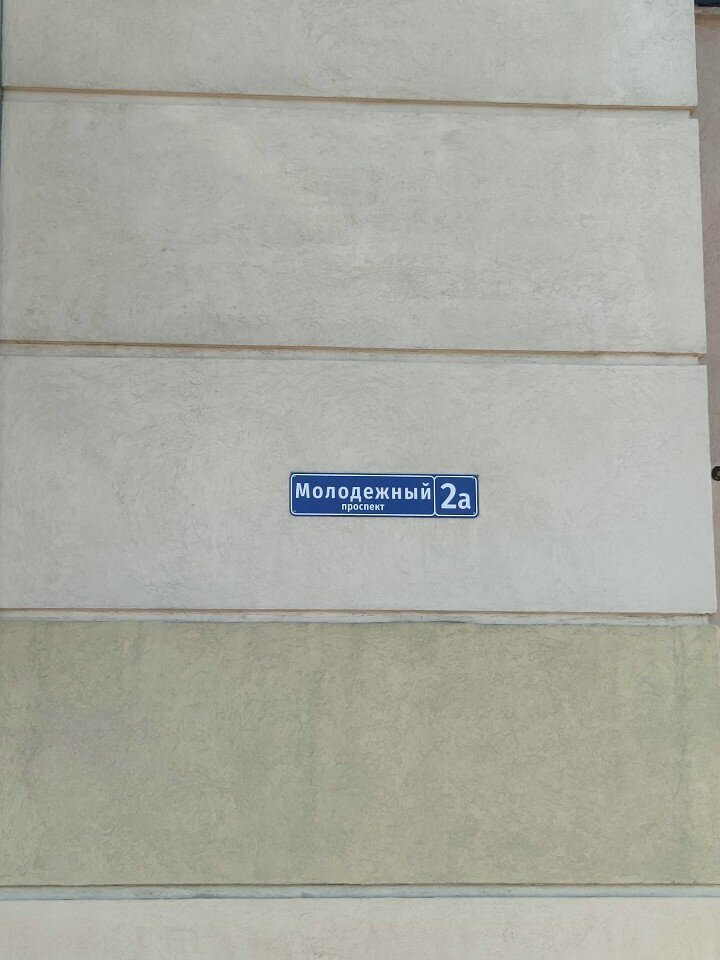 Молодежный 2а
проспект